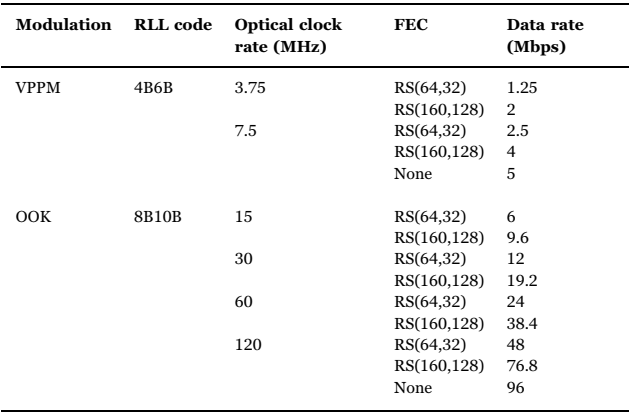 Modulation RLL code Optical clock rate (MHz) FEC Data rate (Mbps)
VPPM 4B6B 3.75 RS(64,32) 1.25
RS(160,128) 2
7.5 RS(64,32) 2.5
RS(160,128) 4
None 5
OOK 8B10B 15 RS(64,32) 6
RS(160,128) 9.6
30 RS(64,32) 12
RS(160,128) 19.2
60 RS(64,32) 24
RS(160,128) 38.4
120 RS(64,32) 48
RS(160,128) 76.8
None 96